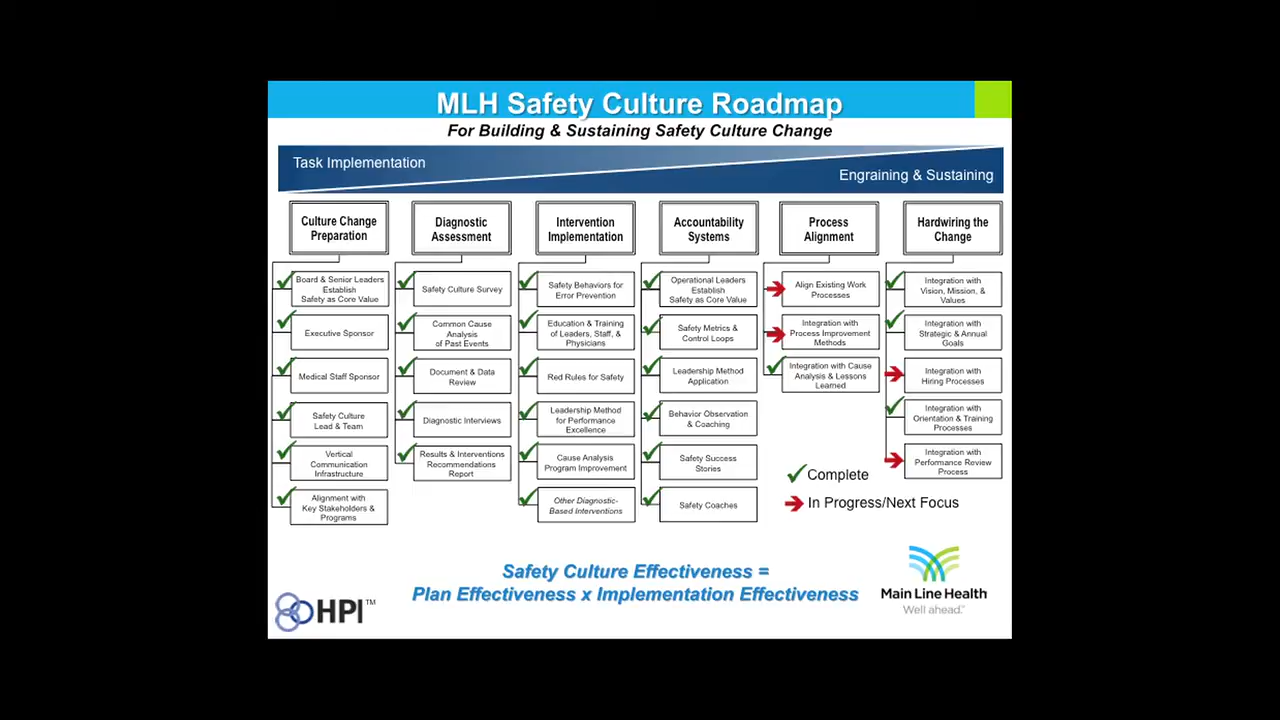 MLH Safety Culture Roadmap
For Building & Sustaining Safety Culture Change
Task Implementation
Engraining & Sustaining
Culture Change
Preparation
Board & Senior Leaders
Establish
Safety as Core Value
Executive Sponsor
Medical Staff Sponsor
Safety Culture
Lead & Team
Vertical
Communication
Infrastructure
Alignment with
Key Stakeholders &
Programs
Diagnostic
Assessment
Safety Culture Survey
Common Cause
Analysis
of Past Events
Document & Data
Review
Diagnostic Interviews
Results & Interventions
Recommendations
Report
Intervention
Implementation
Safety Behaviors for
Error Prevention
Education & Training
of Leaders, Staff, &
Physicians
Red Rules for Safety
Leadership Method
for Performance
Excellence
Cause Analysis
Program Improvement
Other Diagnostic-
Based Interventions
Accountability
Systems
Operational Leaders
Establish
Safety as Core Value
Safety Metrics &
Control Loops
Leadership Method
Application
Behavior Observation
& Coaching
Safety Success
Stories
Safety Coaches
Process
Alignment
Align Existing Work
Processes
Integration with
Process Improvement
Methods
Integration with Cause
Analysis & Lessons
Learned
Hardwiring the
Change
Integration with
Vision, Mission, &
Values
Integration with
Strategic & Annual
Goals
Integration with
Hiring Processes
Integration with
Orientation & Training
Processes
Integration with
Performance Review
Process
Complete
In Progress/Next Focus
Safety Culture Effectiveness =
Plan Effectiveness x Implementation Effectiveness
HPI™
Main Line Health
Well ahead.